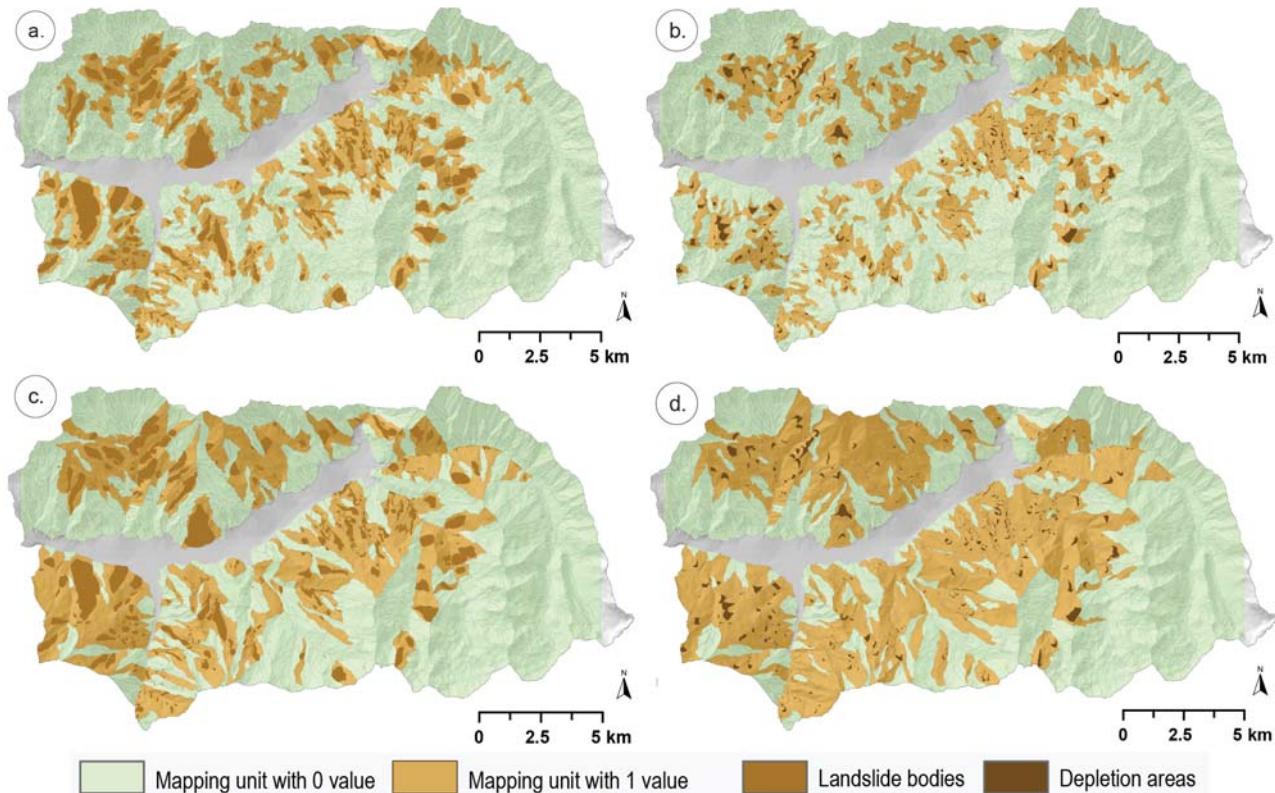 a.
b.
N
N
0 2.5 5 km
0 2.5 5 km
c.
d.
N
N
0 2.5 5 km
0 2.5 5 km
Mapping unit with 0 value Mapping unit with 1 value Landslide bodies Depletion areas